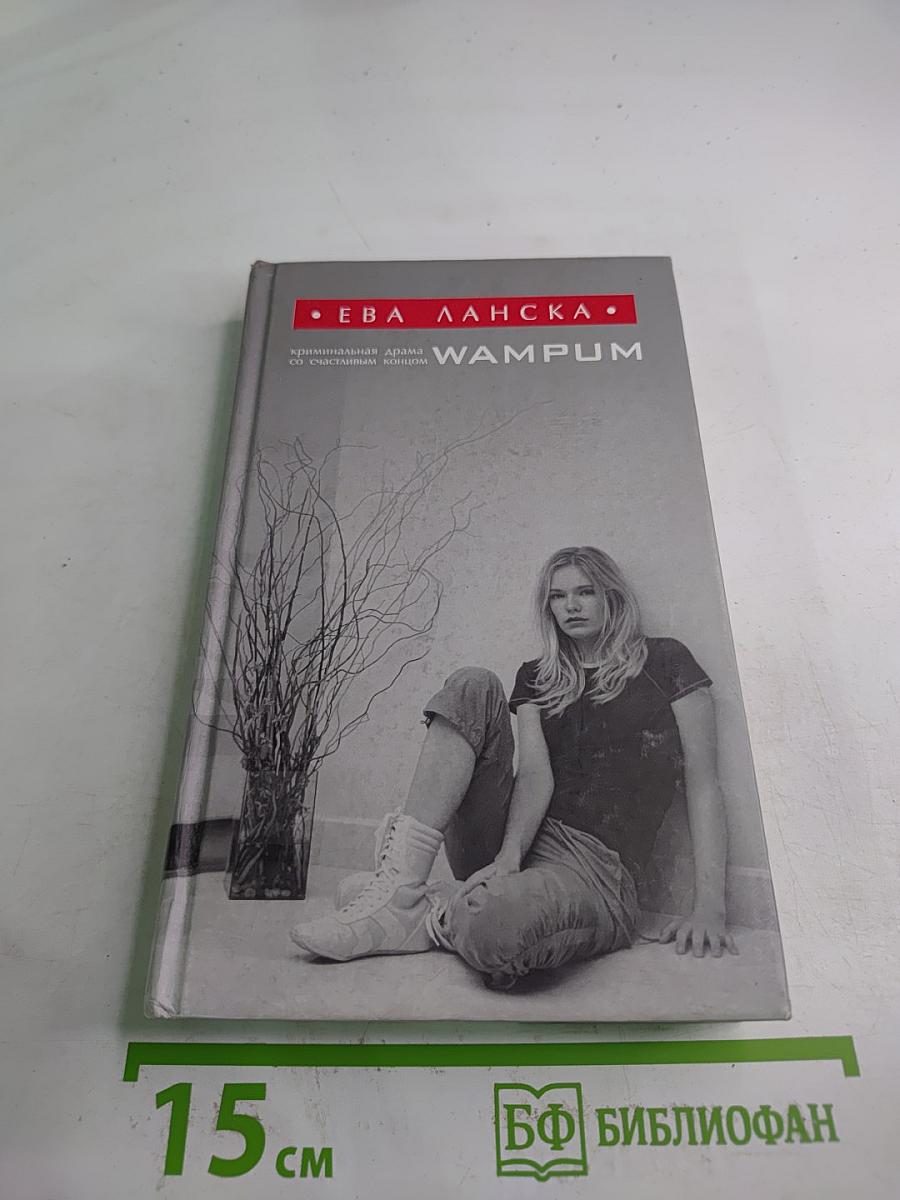 • ЕВА ЛАНСКА •
криминальная драма
со счастливым концом
WAMPUM
15 см
БФ БИБЛИОФАН